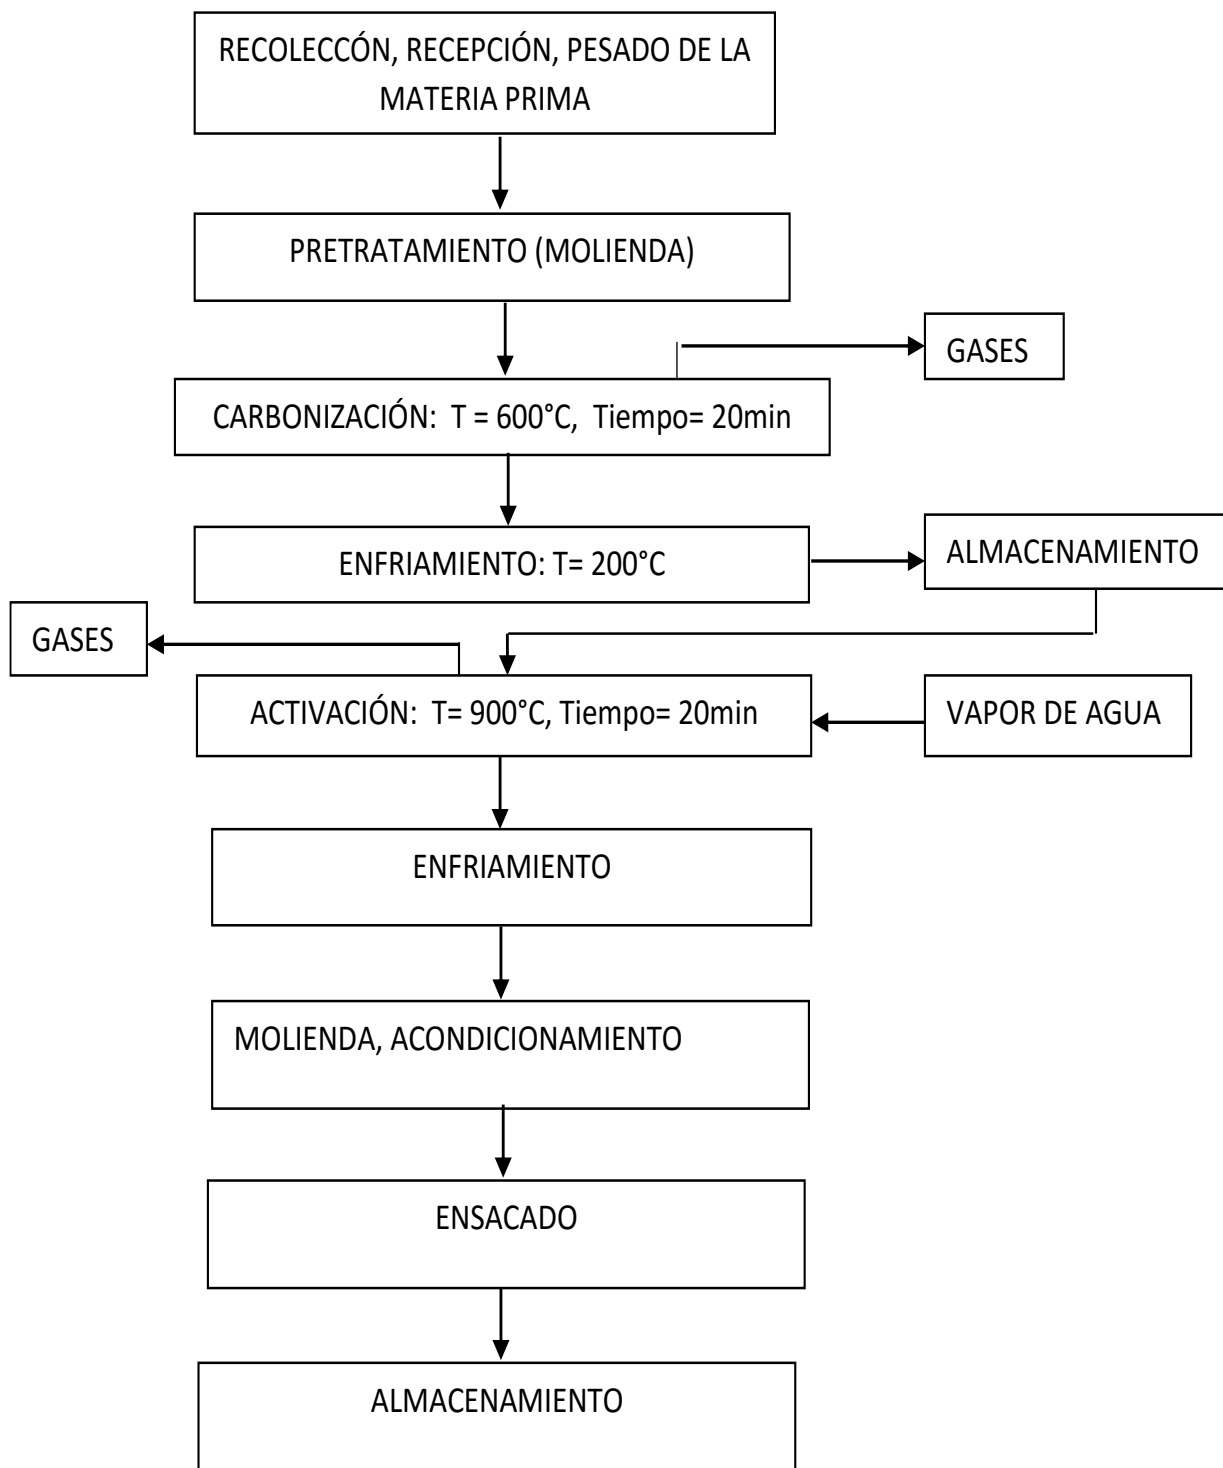 RECOLECCÓN, RECEPCIÓN, PESADO DE LA
MATERIA PRIMA
PRETRATAMIENTO (MOLIENDA)
GASES
CARBONIZACIÓN: T = 600°C, Tiempo= 20min
ENFRIAMIENTO: T= 200°C
ALMACENAMIENTO
GASES
ACTIVACIÓN: T= 900°C, Tiempo= 20min
VAPOR DE AGUA
ENFRIAMIENTO
MOLIENDA, ACONDICIONAMIENTO
ENSACADO
ALMACENAMIENTO